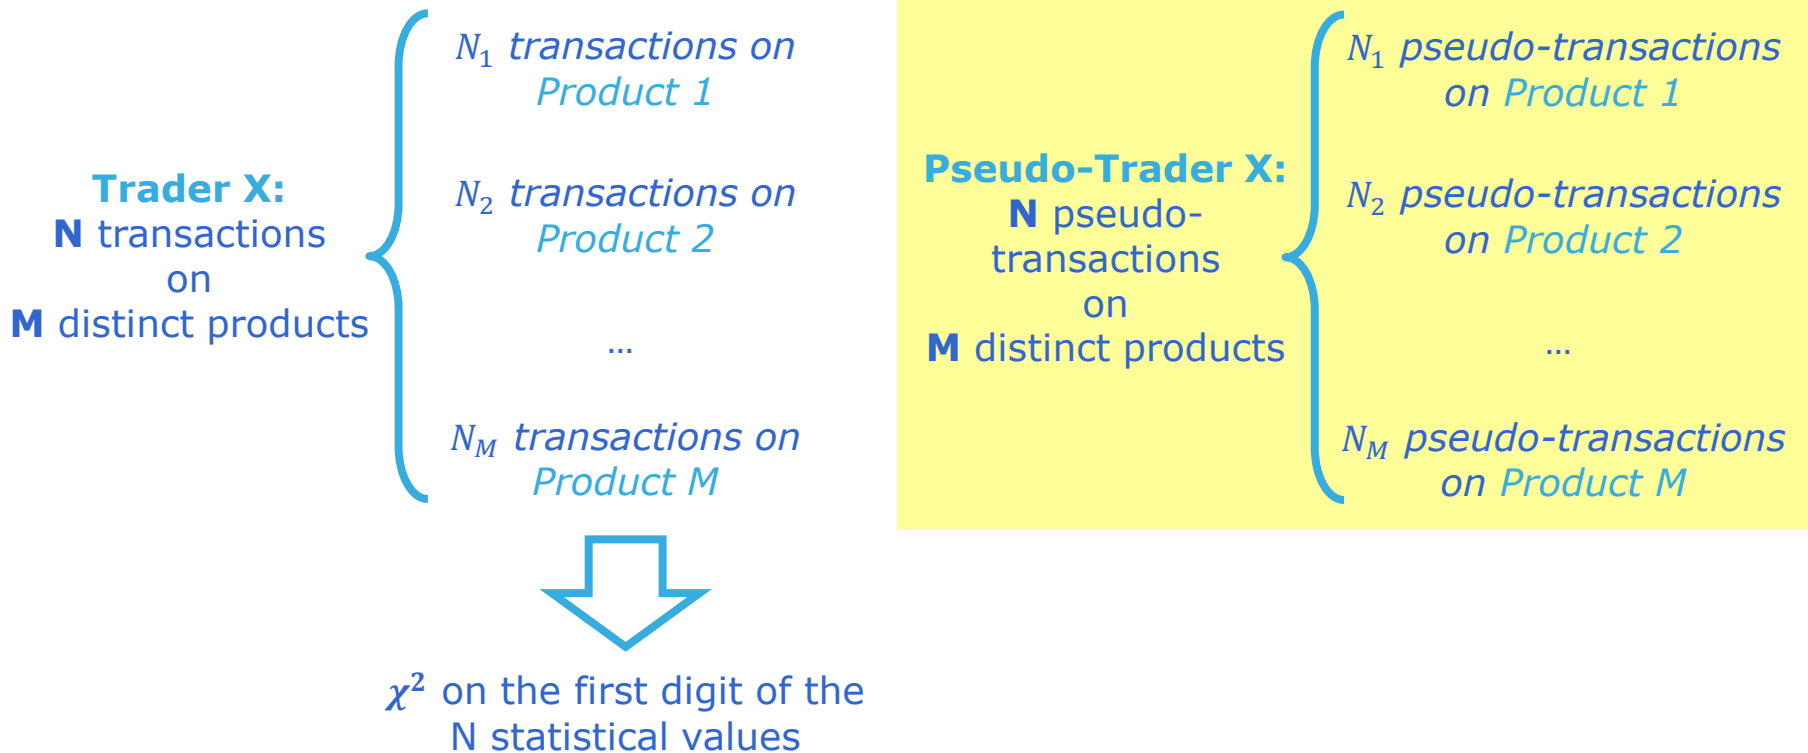 Trader X:
N transactions
on
M distinct products
N₁ transactions on
Product 1
N₂ transactions on
Product 2
...
N_M transactions on
Product M
χ² on the first digit of the
N statistical values
Pseudo-Trader X:
N pseudo-
transactions
on
M distinct products
N₁ pseudo-transactions
on Product 1
N₂ pseudo-transactions
on Product 2
...
N_M pseudo-transactions
on Product M